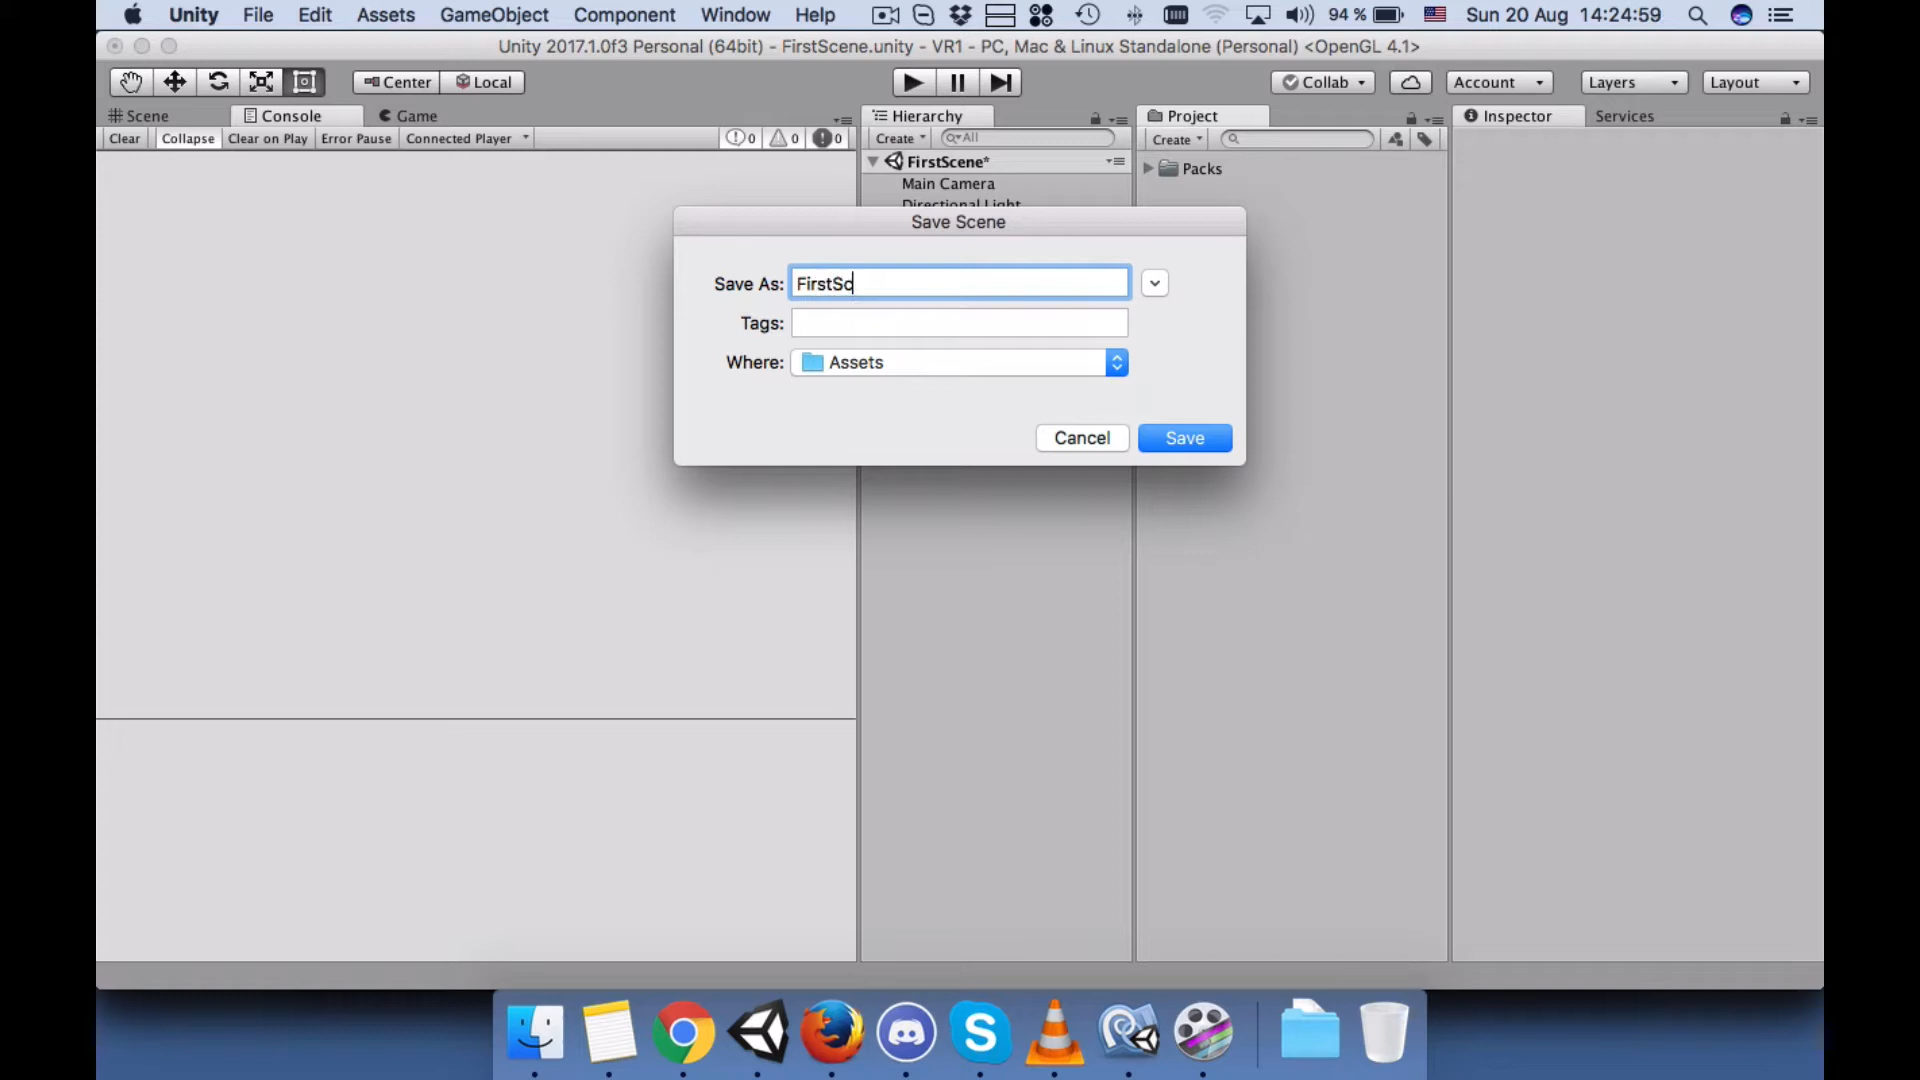 Unity File Edit Assets GameObject Component Window Help 94 % Sun 20 Aug 14:24:59
Unity 2017.1.0f3 Personal (64bit) - FirstScene.unity - VR1 - PC, Mac & Linux Standalone (Personal) <OpenGL 4.1>
Center Local Collab Account Layers Layout
Scene Console Game Hierarchy Project Inspector Services
Clear Collapse Clear on Play Error Pause Connected Player 0 0 0 Create All Create
FirstScene*
Packs
Main Camera
Directional Light
Save Scene
Save As: FirstSc
Tags:
Where: Assets
Cancel Save